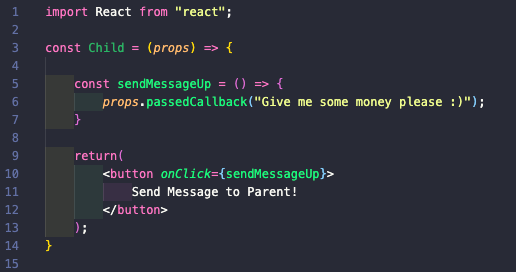 1 import React from "react";
2
3 const Child = (props) => {
4
5 const sendMessageUp = () => {
6 props.passedCallback("Give me some money please :)");
7 }
8
9 return(
10 <button onClick={sendMessageUp}>
11 Send Message to Parent!
12 </button>
13 );
14 }
15